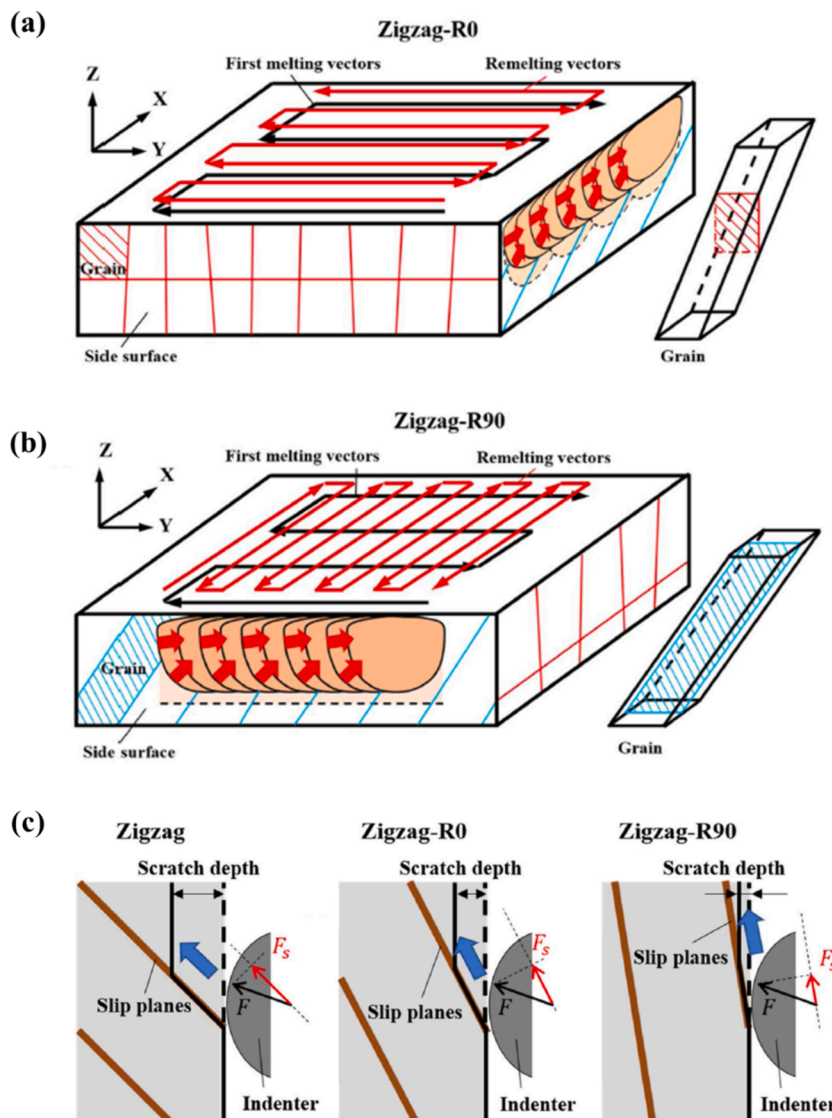 (a)
Zigzag-R0
First melting vectors
Remelting vectors
Z
X
Y
Grain
Side surface
Grain
(b)
Zigzag-R90
First melting vectors
Remelting vectors
Z
X
Y
Grain
Side surface
Grain
(c)
Zigzag
Zigzag-R0
Zigzag-R90
Scratch depth
Scratch depth
Scratch depth
Fs
Fs
Fs
Slip planes
F
Slip planes
F
Slip planes
F
Indenter
Indenter
Indenter